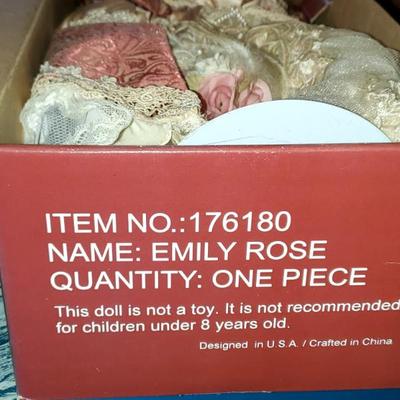 ITEM NO.:176180
NAME: EMILY ROSE
QUANTITY: ONE PIECE
This doll is not a toy. It is not recommended
for children under 8 years old.
Designed in U.S.A. / Crafted in China